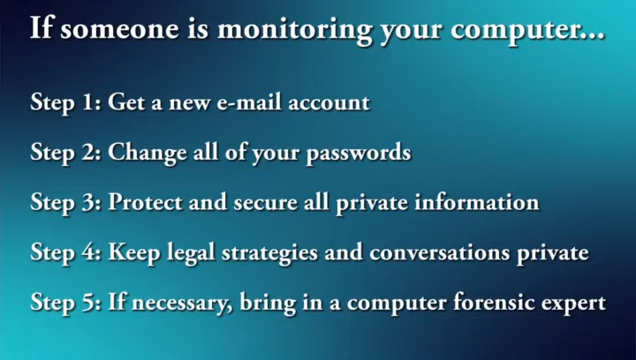 If someone is monitoring your computer...
Step 1: Get a new e-mail account
Step 2: Change all of your passwords
Step 3: Protect and secure all private information
Step 4: Keep legal strategies and conversations private
Step 5: If necessary, bring in a computer forensic expert